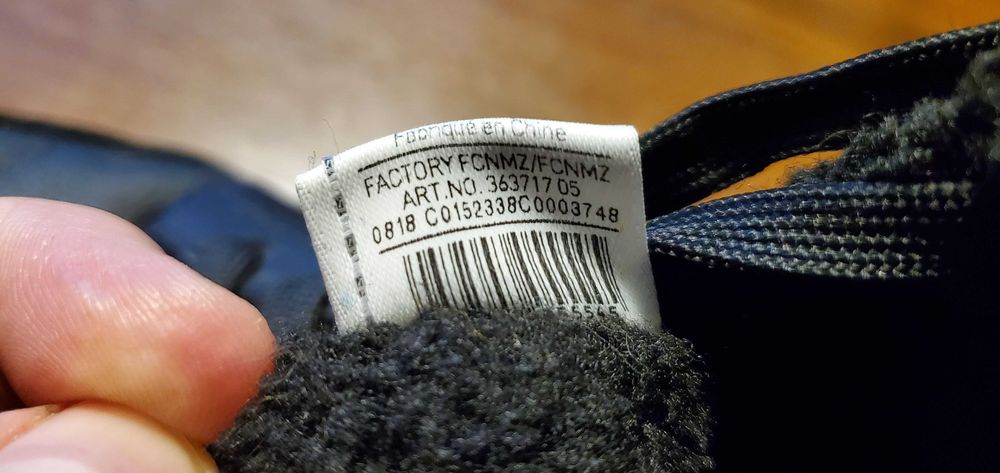 Fabriqué en Chine
FACTORY FCNMZ/FCNMZ
ART.NO. 363717 05
0818 C0152338C0003748